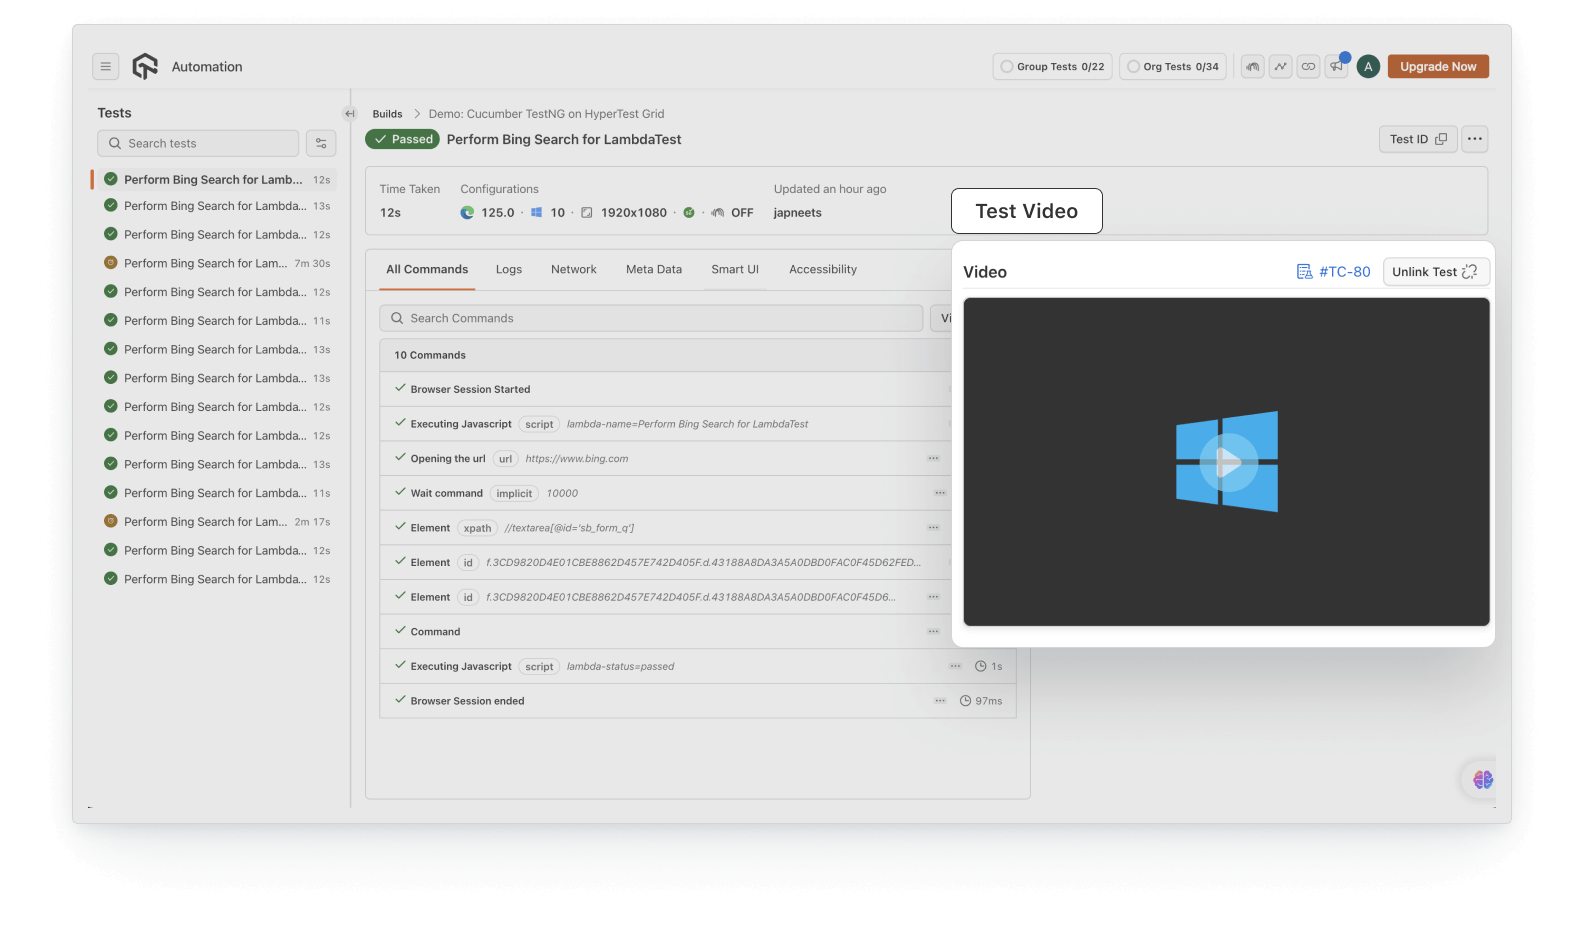 Automation
Group Tests 0/22
Org Tests 0/34
A
Upgrade Now
Tests
Search tests
Perform Bing Search for Lamb... 12s
Perform Bing Search for Lambda... 13s
Perform Bing Search for Lambda... 12s
Perform Bing Search for Lam... 7m 30s
Perform Bing Search for Lambda... 12s
Perform Bing Search for Lambda... 11s
Perform Bing Search for Lambda... 13s
Perform Bing Search for Lambda... 13s
Perform Bing Search for Lambda... 12s
Perform Bing Search for Lambda... 12s
Perform Bing Search for Lambda... 13s
Perform Bing Search for Lambda... 11s
Perform Bing Search for Lam... 2m 17s
Perform Bing Search for Lambda... 12s
Perform Bing Search for Lambda... 12s
Builds > Demo: Cucumber TestNG on HyperTest Grid
Passed Perform Bing Search for LambdaTest
Test ID
Time Taken Configurations Updated an hour ago
12s 125.0 · 10 · 1920x1080 · · OFF japneets
Test Video
All Commands Logs Network Meta Data Smart UI Accessibility
Search Commands
Vi
10 Commands
Browser Session Started
Executing Javascript script lambda-name=Perform Bing Search for LambdaTest
Opening the url url https://www.bing.com
Wait command implicit 10000
Element xpath //textarea[@id='sb_form_q']
Element id f.3CD9820D4E01CBE8862D457E742D405F.d.43188A8DA3A5A0DBD0FAC0F45D62FED...
Element id f.3CD9820D4E01CBE8862D457E742D405F.d.43188A8DA3A5A0DBD0FAC0F45D6...
Command
Executing Javascript script lambda-status=passed 1s
Browser Session ended 97ms
Video
#TC-80
Unlink Test